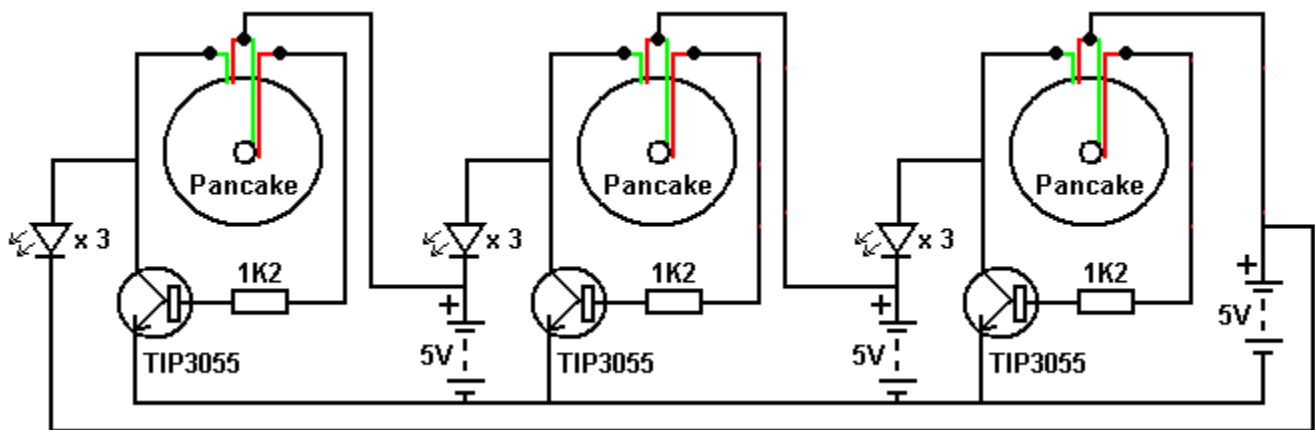 Pancake
Pancake
Pancake
x 3
x 3
x 3
1K2
1K2
1K2
+
+
+
5V
5V
5V
TIP3055
TIP3055
TIP3055